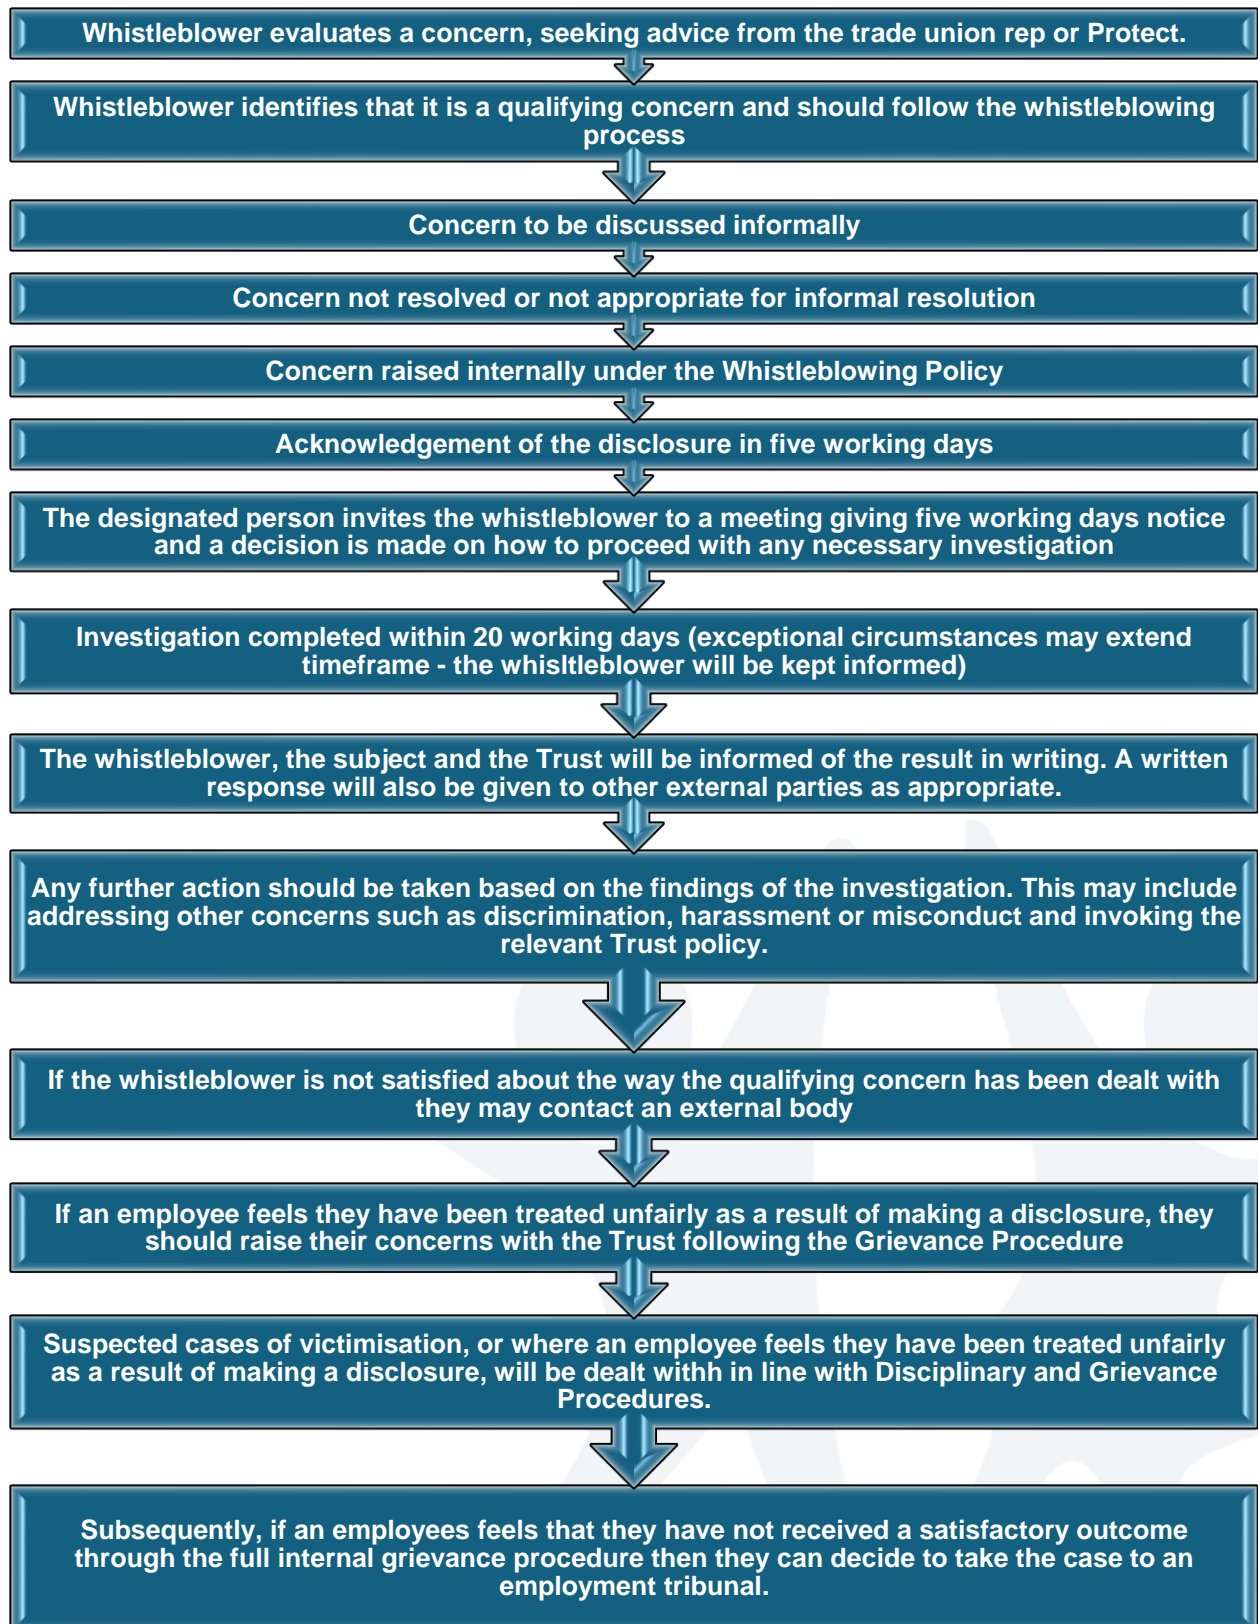 Whistleblower evaluates a concern, seeking advice from the trade union rep or Protect.
Whistleblower identifies that it is a qualifying concern and should follow the whistleblowing
process
Concern to be discussed informally
Concern not resolved or not appropriate for informal resolution
Concern raised internally under the Whistleblowing Policy
Acknowledgement of the disclosure in five working days
The designated person invites the whistleblower to a meeting giving five working days notice
and a decision is made on how to proceed with any necessary investigation
Investigation completed within 20 working days (exceptional circumstances may extend
timeframe - the whisltleblower will be kept informed)
The whistleblower, the subject and the Trust will be informed of the result in writing. A written
response will also be given to other external parties as appropriate.
Any further action should be taken based on the findings of the investigation. This may include
addressing other concerns such as discrimination, harassment or misconduct and invoking the
relevant Trust policy.
If the whistleblower is not satisfied about the way the qualifying concern has been dealt with
they may contact an external body
If an employee feels they have been treated unfairly as a result of making a disclosure, they
should raise their concerns with the Trust following the Grievance Procedure
Suspected cases of victimisation, or where an employee feels they have been treated unfairly
as a result of making a disclosure, will be dealt withh in line with Disciplinary and Grievance
Procedures.
Subsequently, if an employees feels that they have not received a satisfactory outcome
through the full internal grievance procedure then they can decide to take the case to an
employment tribunal.